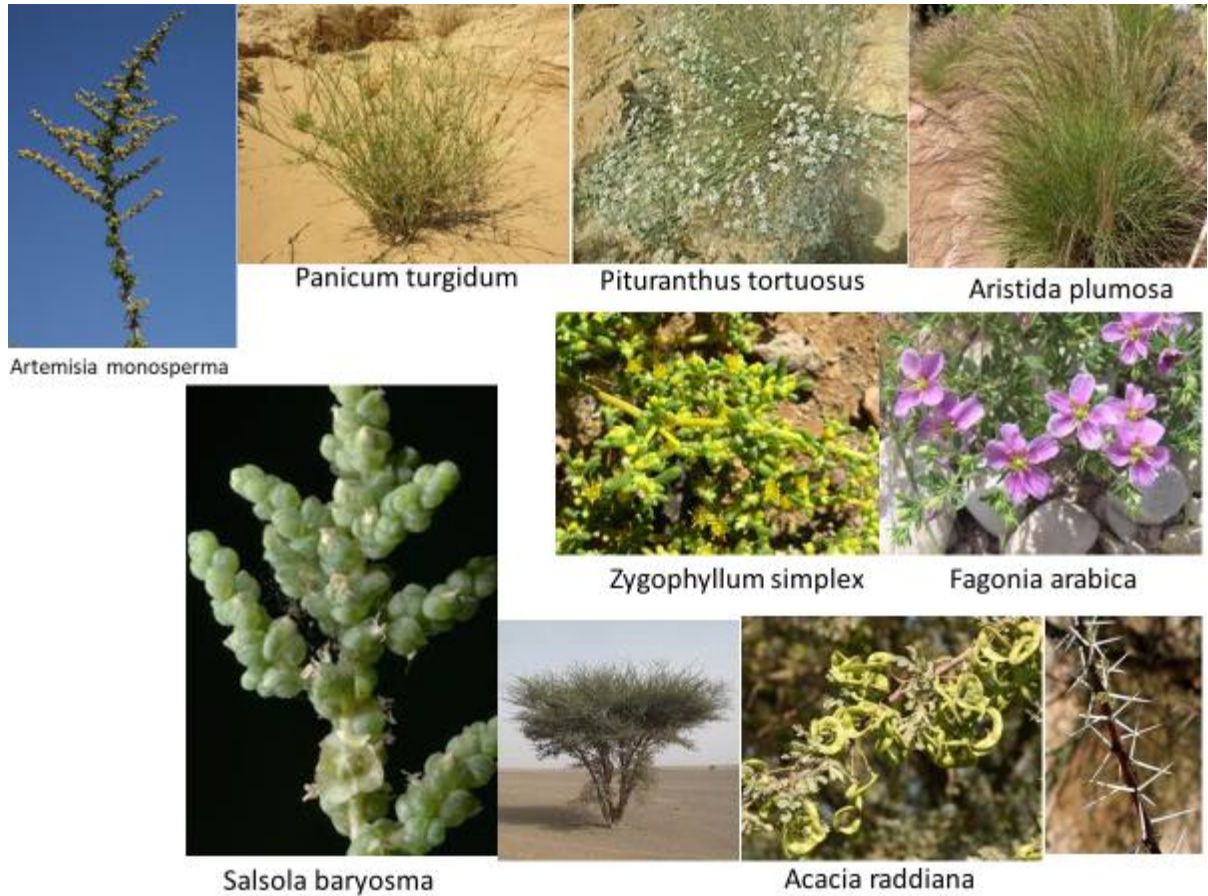 Panicum turgidum
Pituranthus tortuosus
Aristida plumosa
Artemisia monosperma
Zygophyllum simplex
Fagonia arabica
Salsola baryosma
Acacia raddiana